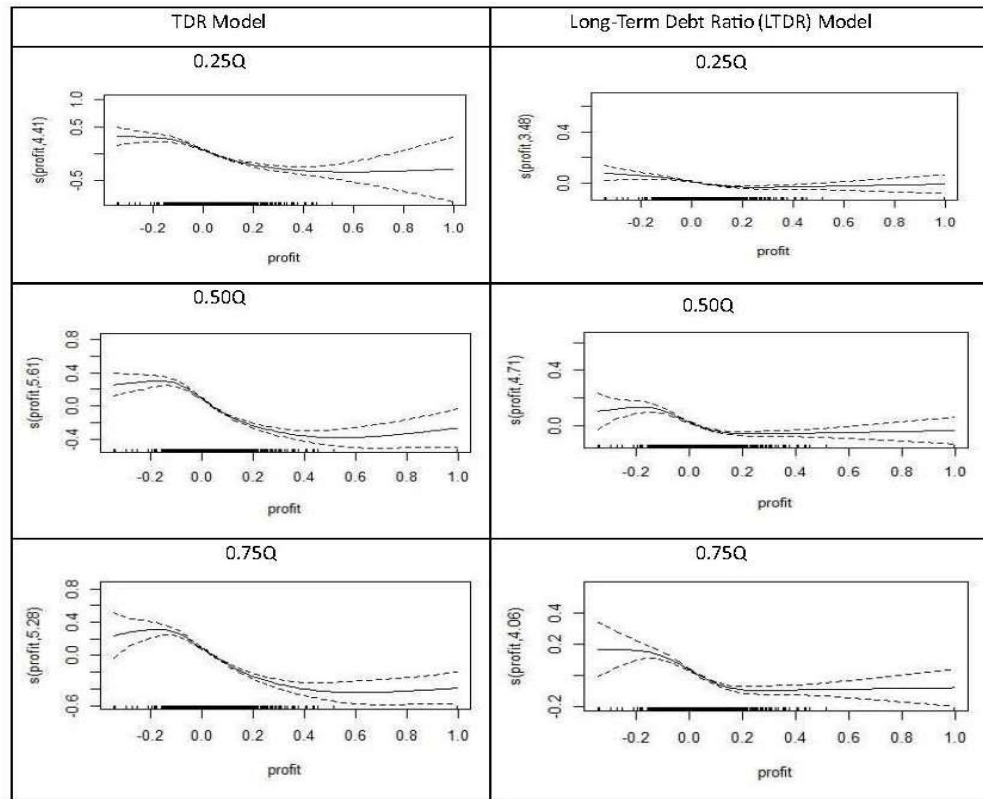 TDR Model
Long-Term Debt Ratio (LTDR) Model
0.25Q
s(profit,4.41)
1.0
0.5
-0.5
-0.2 0.0 0.2 0.4 0.6 0.8 1.0
profit
0.25Q
s(profit,3.48)
0.4
0.0
-0.2 0.0 0.2 0.4 0.6 0.8 1.0
profit
0.50Q
s(profit,5.61)
0.8
0.4
0.0
-0.4
-0.2 0.0 0.2 0.4 0.6 0.8 1.0
profit
0.50Q
s(profit,4.71)
0.4
0.0
-0.2 0.0 0.2 0.4 0.6 0.8 1.0
profit
0.75Q
s(profit,5.28)
0.8
0.4
0.0
-0.6
-0.2 0.0 0.2 0.4 0.6 0.8 1.0
profit
0.75Q
s(profit,4.06)
0.4
0.2
-0.2
-0.2 0.0 0.2 0.4 0.6 0.8 1.0
profit